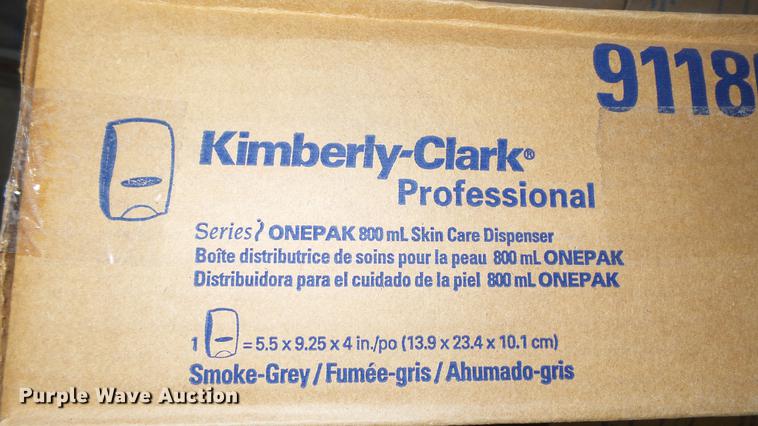 9118
Kimberly-Clark®
Professional
Series i ONEPAK 800 mL Skin Care Dispenser
Boîte distributrice de soins pour la peau 800 mL ONEPAK
Distribuidora para el cuidado de la piel 800 mL ONEPAK
1 = 5.5 x 9.25 x 4 in./po (13.9 x 23.4 x 10.1 cm)
Smoke-Grey / Fumée-gris / Ahumado-gris
Purple Wave Auction